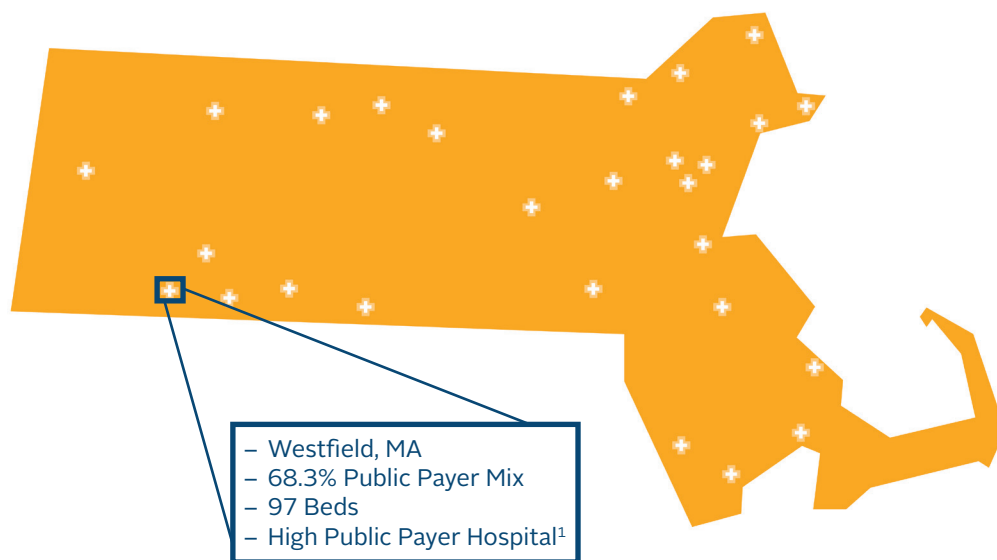 – Westfield, MA
– 68.3% Public Payer Mix
– 97 Beds
– High Public Payer Hospital¹